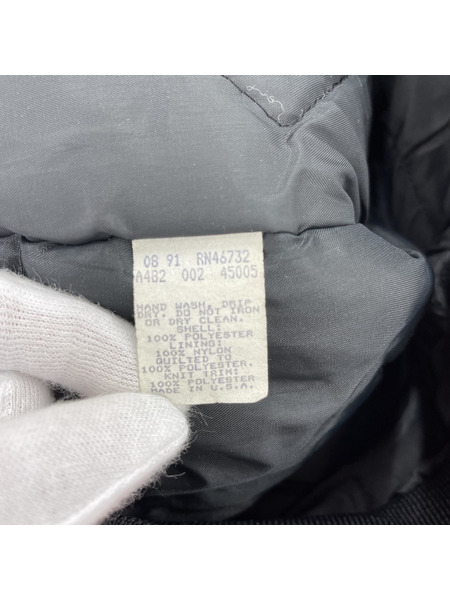 08 91 RN46732
A482 002 45005
HAND WASH, DRIP
DRY. DO NOT IRON
OR DRY CLEAN.
SHELL:
100% POLYESTER
LINING:
100% NYLON
QUILTED TO
100% POLYESTER.
KNIT TRIM:
100% POLYESTER
MADE IN U.S.A.